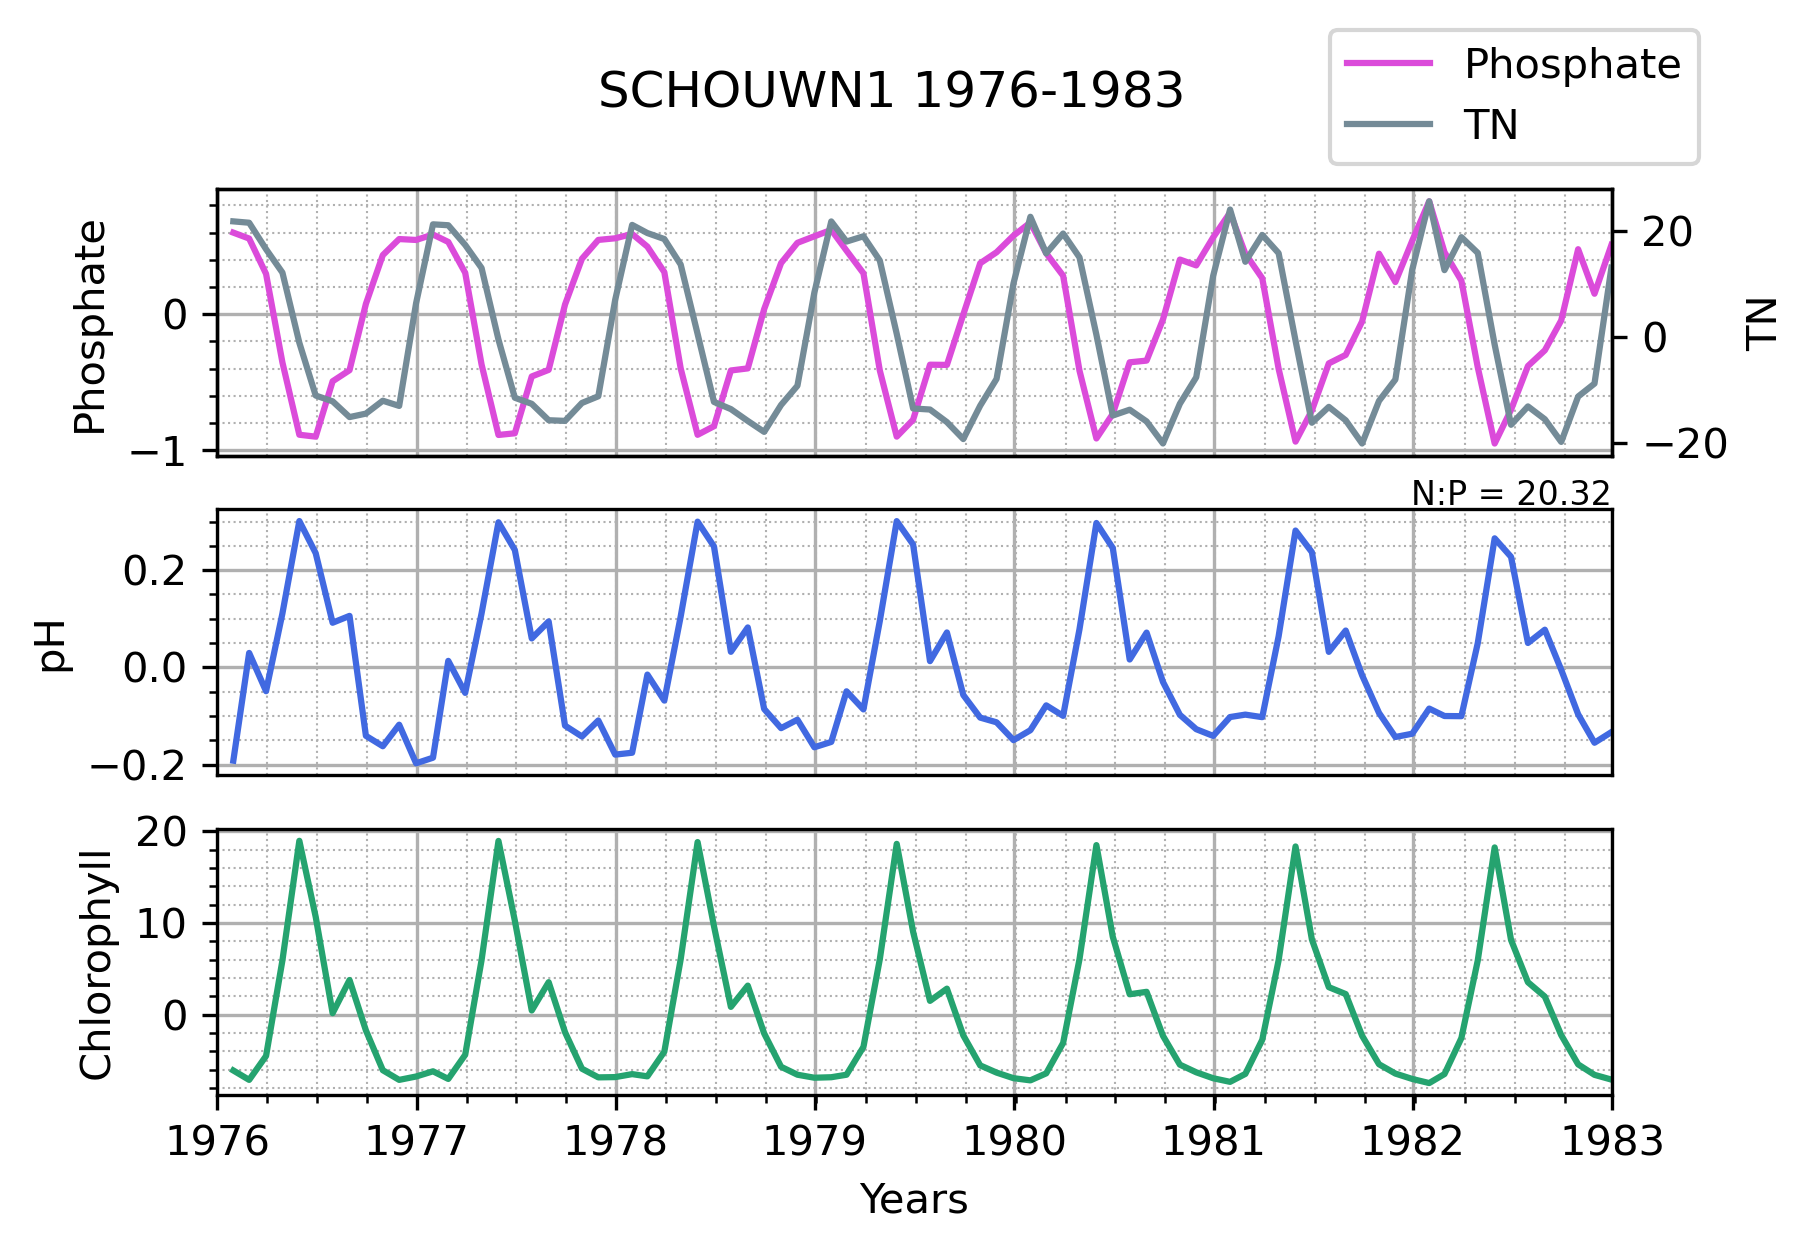 SCHOUWN1 1976-1983
Phosphate
TN
Phosphate
0
−1
20
0
−20
TN
N:P = 20.32
pH
0.2
0.0
−0.2
Chlorophyll
20
10
0
1976 1977 1978 1979 1980 1981 1982 1983
Years